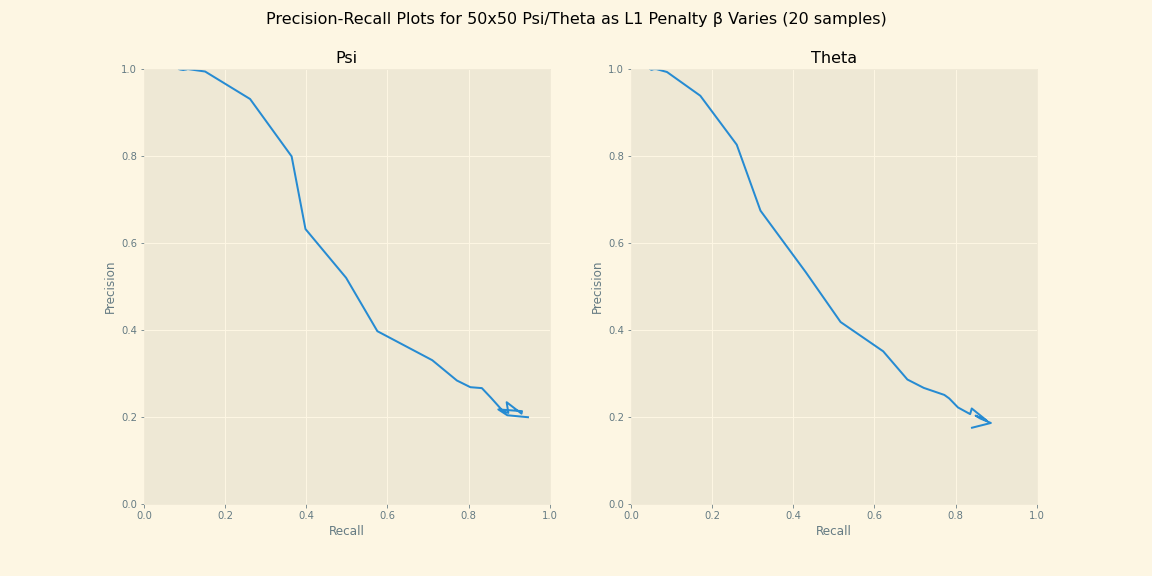 Precision-Recall Plots for 50x50 Psi/Theta as L1 Penalty β Varies (20 samples)
Psi
1.0
0.8
0.6
0.4
0.2
0.0
Precision
0.0 0.2 0.4 0.6 0.8 1.0
Recall
Theta
1.0
0.8
0.6
0.4
0.2
0.0
Precision
0.0 0.2 0.4 0.6 0.8 1.0
Recall